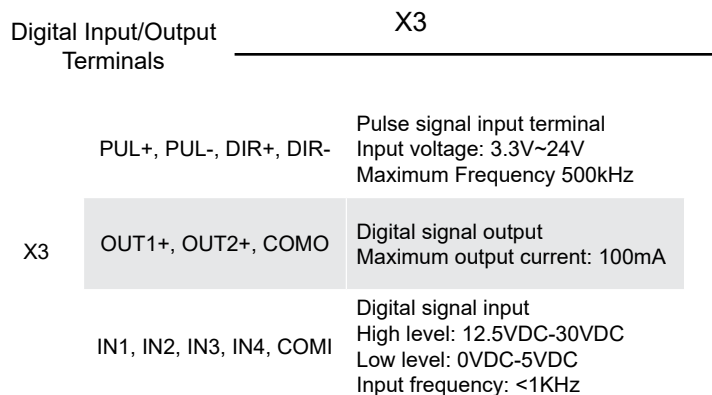 Digital Input/Output
Terminals
X3
PUL+, PUL-, DIR+, DIR-
Pulse signal input terminal
Input voltage: 3.3V~24V
Maximum Frequency 500kHz
X3
OUT1+, OUT2+, COMO
Digital signal output
Maximum output current: 100mA
IN1, IN2, IN3, IN4, COMI
Digital signal input
High level: 12.5VDC-30VDC
Low level: 0VDC-5VDC
Input frequency: <1KHz